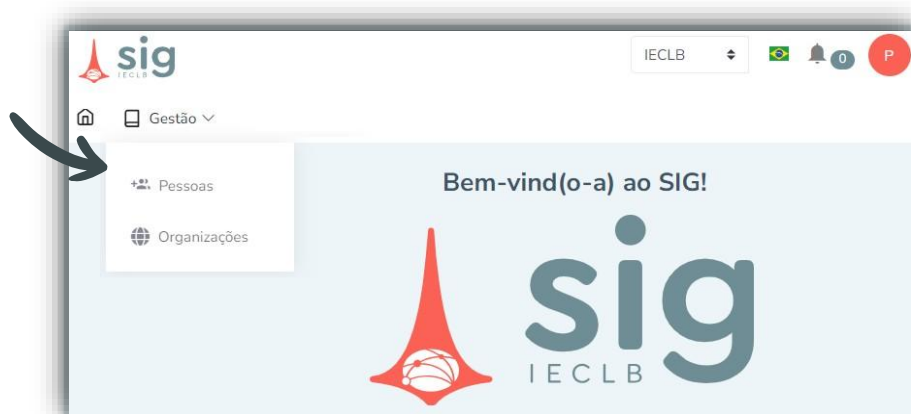 sig
IECLB
IECLB
0
P
Gestão
Pessoas
Organizações
Bem-vind(o-a) ao SIG!
sig
IECLB